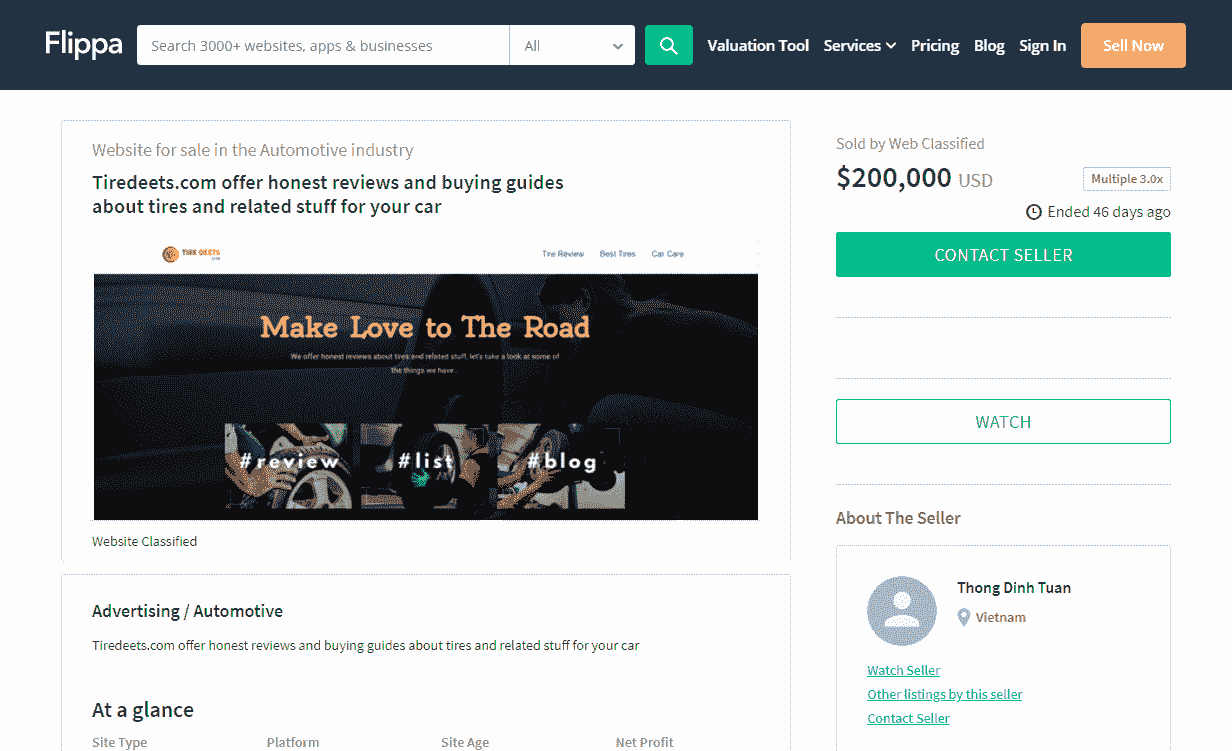 Flippa
Search 3000+ websites, apps & businesses
All
Valuation Tool
Services
Pricing
Blog
Sign In
Sell Now
Website for sale in the Automotive industry
Tiredeets.com offer honest reviews and buying guides
about tires and related stuff for your car
TIRE DEETS
Tire Review
Best Tires
Car Care
Make Love to The Road
We offer honest reviews about tires and related stuff, let's take a look at some of
the things we have...
#review
#list
#blog
Website Classified
Advertising / Automotive
Tiredeets.com offer honest reviews and buying guides about tires and related stuff for your car
At a glance
Site Type
Platform
Site Age
Net Profit
Sold by Web Classified
$200,000 USD
Multiple 3.0x
Ended 46 days ago
CONTACT SELLER
WATCH
About The Seller
Thong Dinh Tuan
Vietnam
Watch Seller
Other listings by this seller
Contact Seller